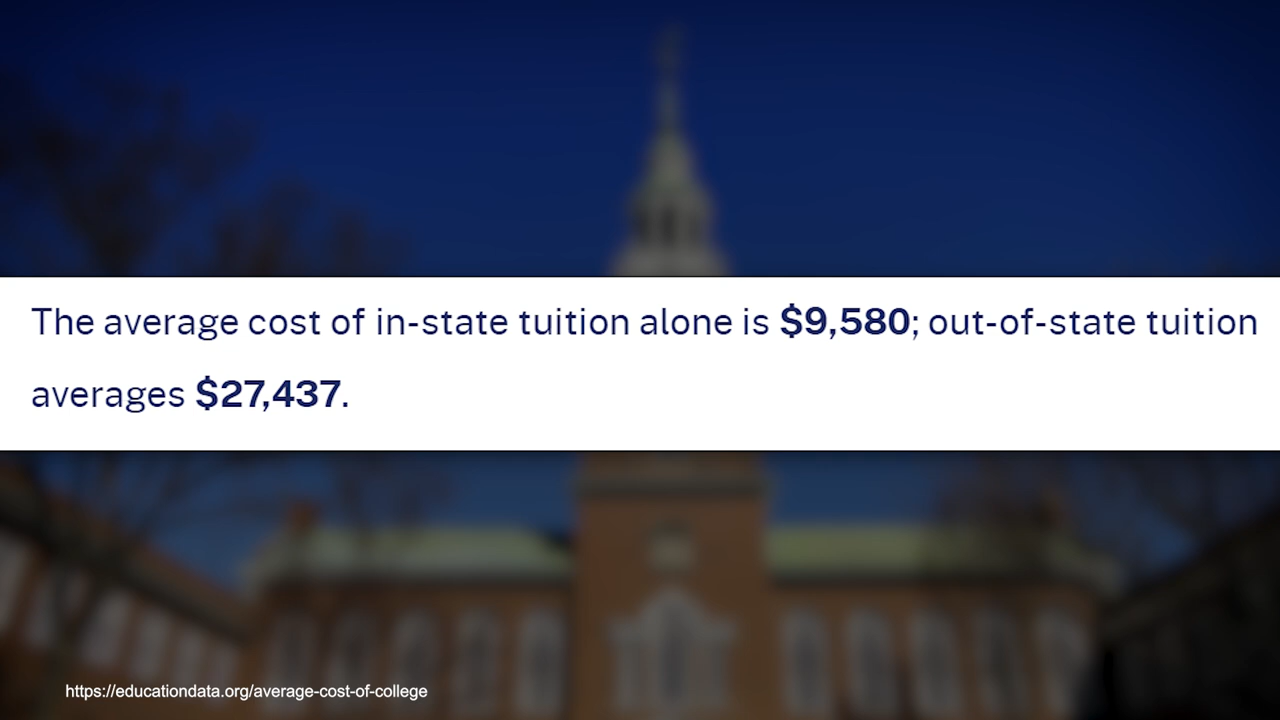 The average cost of in-state tuition alone is $9,580; out-of-state tuition
averages $27,437.
https://educationdata.org/average-cost-of-college